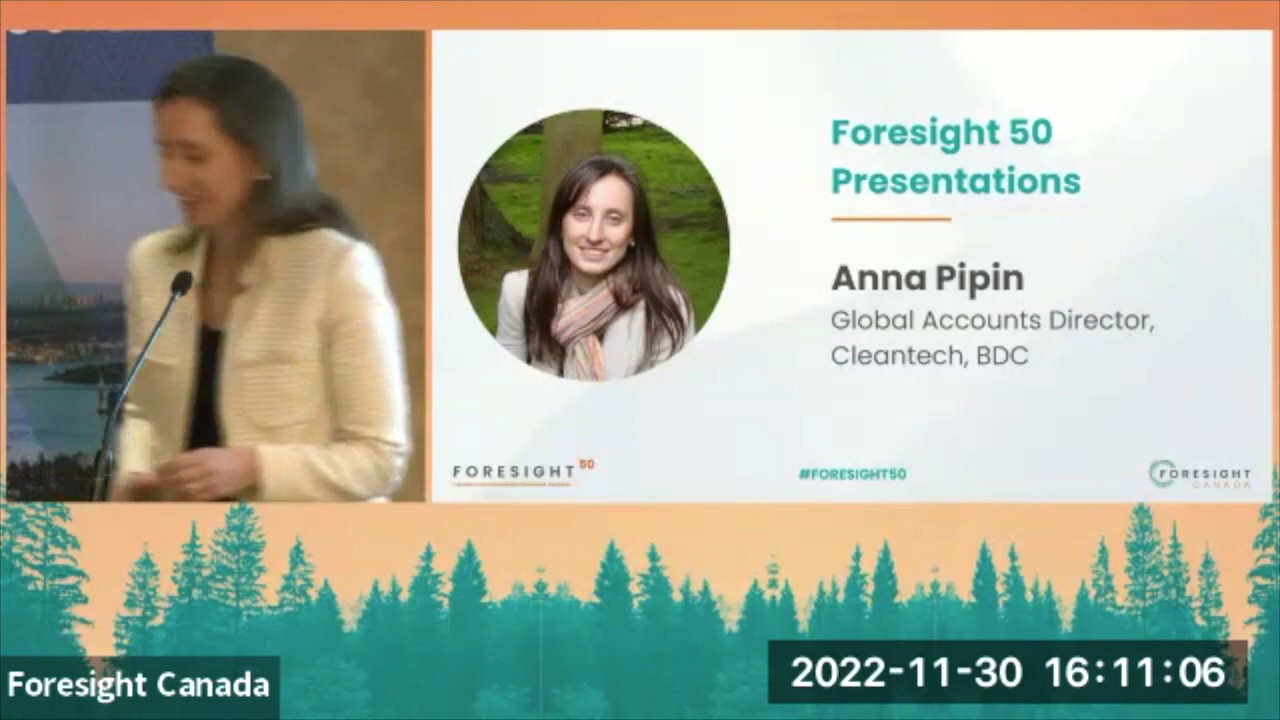 Foresight 50
Presentations
Anna Pipin
Global Accounts Director,
Cleantech, BDC
FORESIGHT 50
#FORESIGHT50
FORESIGHT
CANADA
Foresight Canada
2022-11-30 16:11:06